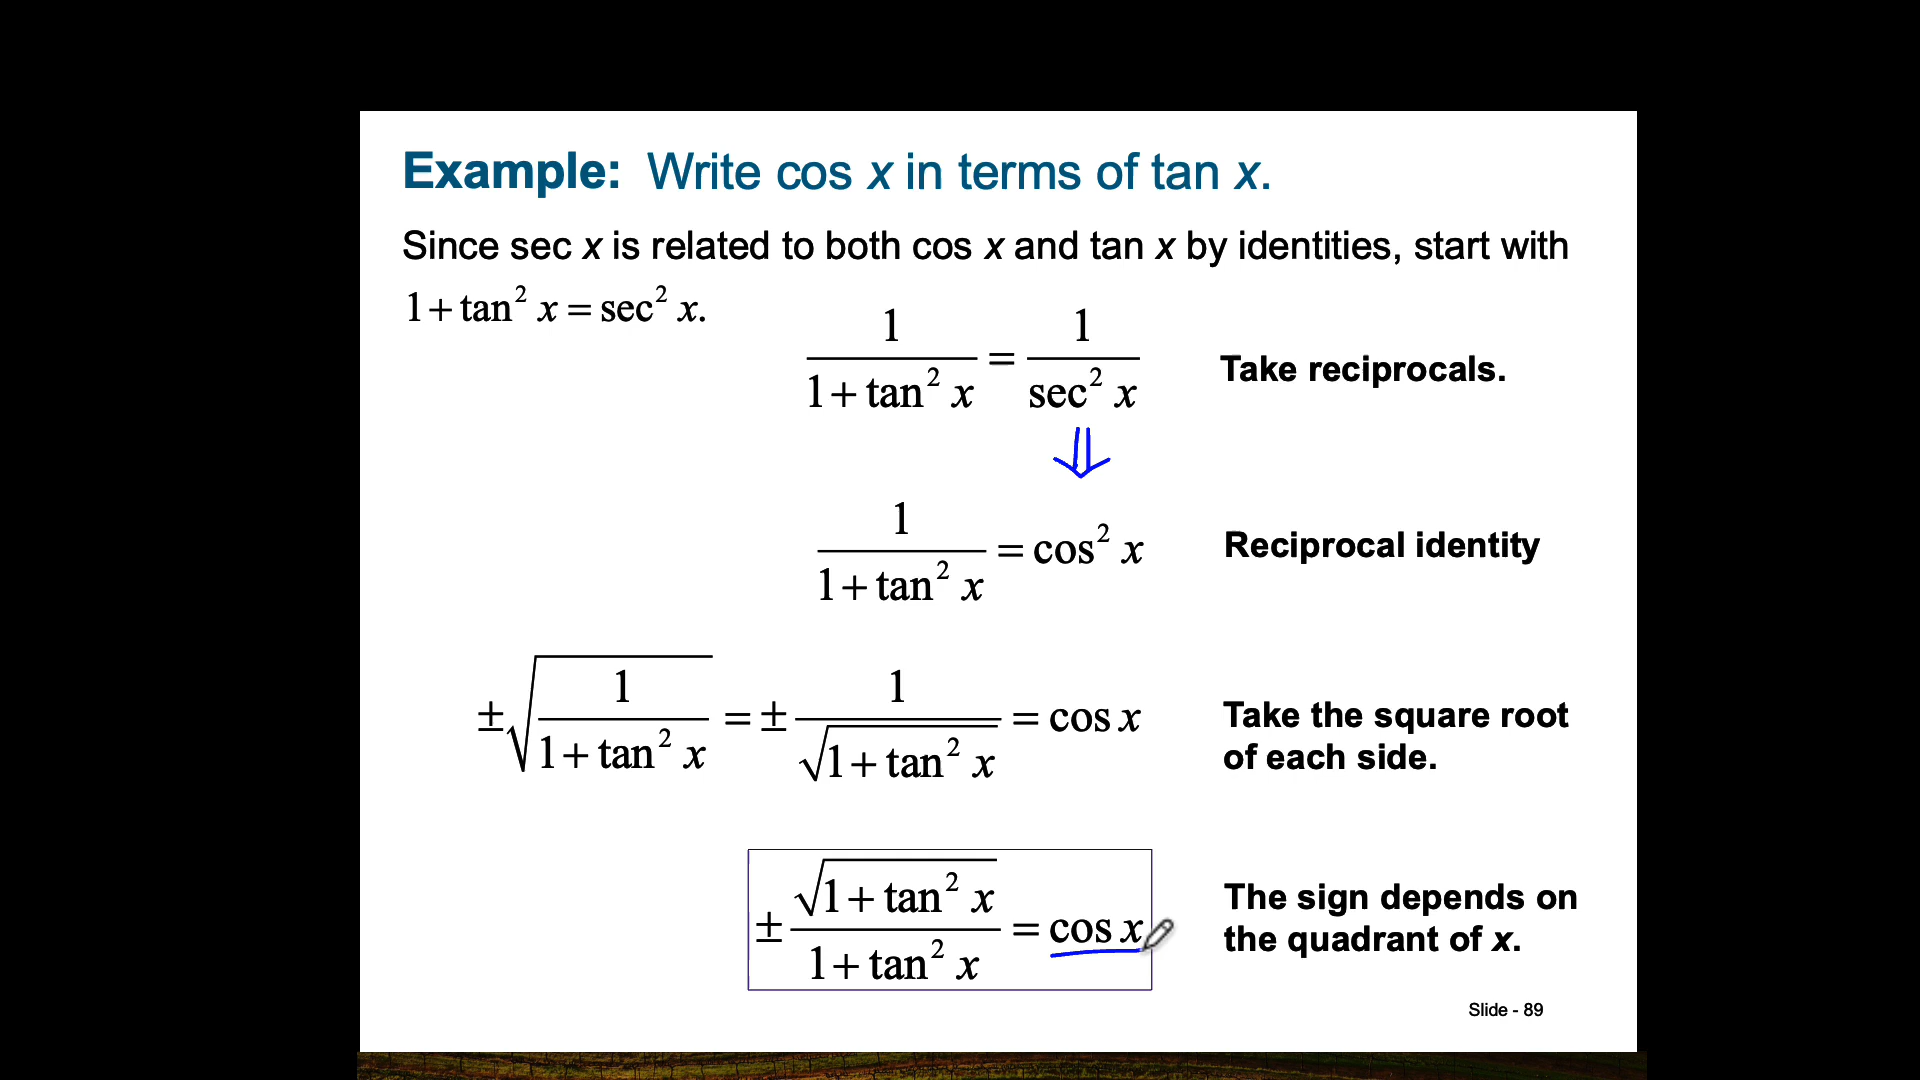 Example: Write cos x in terms of tan x.
Since sec x is related to both cos x and tan x by identities, start with
1 + tan² x = sec² x.
1/(1 + tan² x) = 1/(sec² x)
Take reciprocals.
1/(1 + tan² x) = cos² x
Reciprocal identity
±√(1/(1 + tan² x)) = ± 1/√(1 + tan² x) = cos x
Take the square root
of each side.
± √(1 + tan² x)/(1 + tan² x) = cos x
The sign depends on
the quadrant of x.
Slide - 89